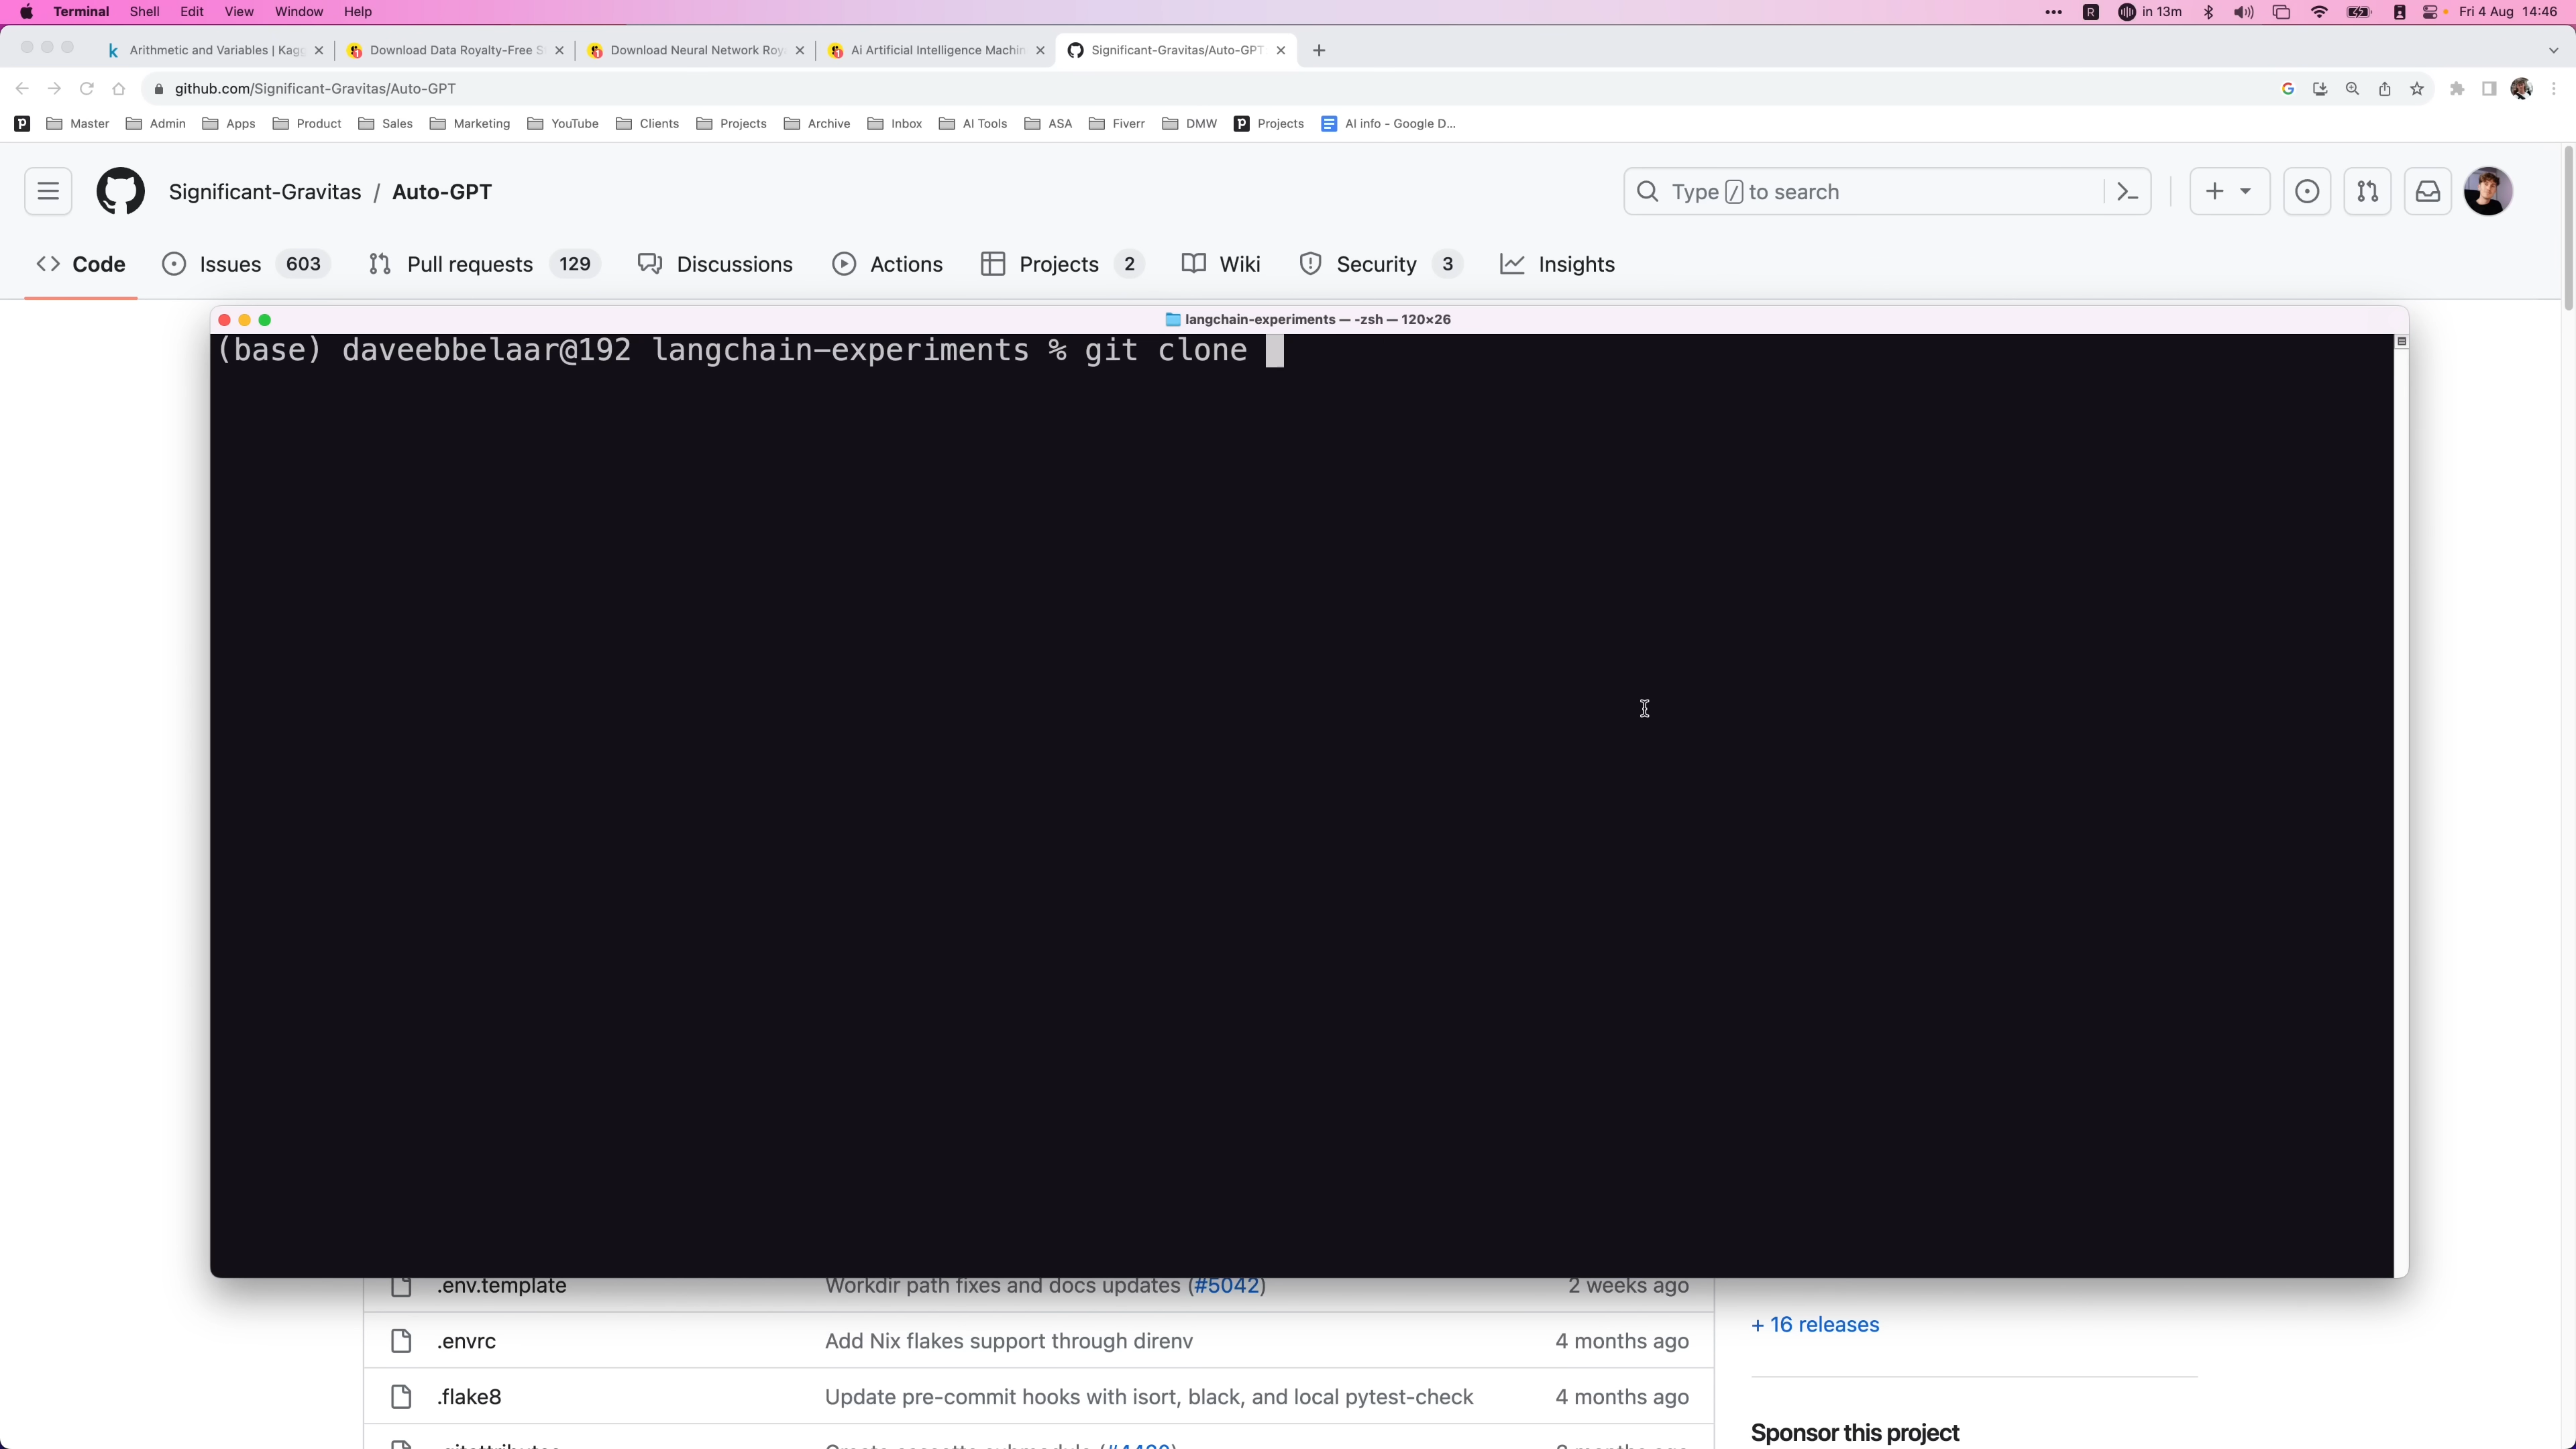 Terminal Shell Edit View Window Help
R in 13m Fri 4 Aug 14:46
k Arithmetic and Variables | Kagg Download Data Royalty-Free S Download Neural Network Roy Ai Artificial Intelligence Machin Significant-Gravitas/Auto-GPT
github.com/Significant-Gravitas/Auto-GPT
Master Admin Apps Product Sales Marketing YouTube Clients Projects Archive Inbox AI Tools ASA Fiverr DMW Projects AI info - Google D...
Significant-Gravitas / Auto-GPT
Type / to search
Code Issues 603 Pull requests 129 Discussions Actions Projects 2 Wiki Security 3 Insights
langchain-experiments — -zsh — 120×26
(base) daveebbelaar@192 langchain-experiments % git clone
.env.template Workdir path fixes and docs updates (#5042) 2 weeks ago
+ 16 releases
.envrc Add Nix flakes support through direnv 4 months ago
.flake8 Update pre-commit hooks with isort, black, and local pytest-check 4 months ago
Sponsor this project